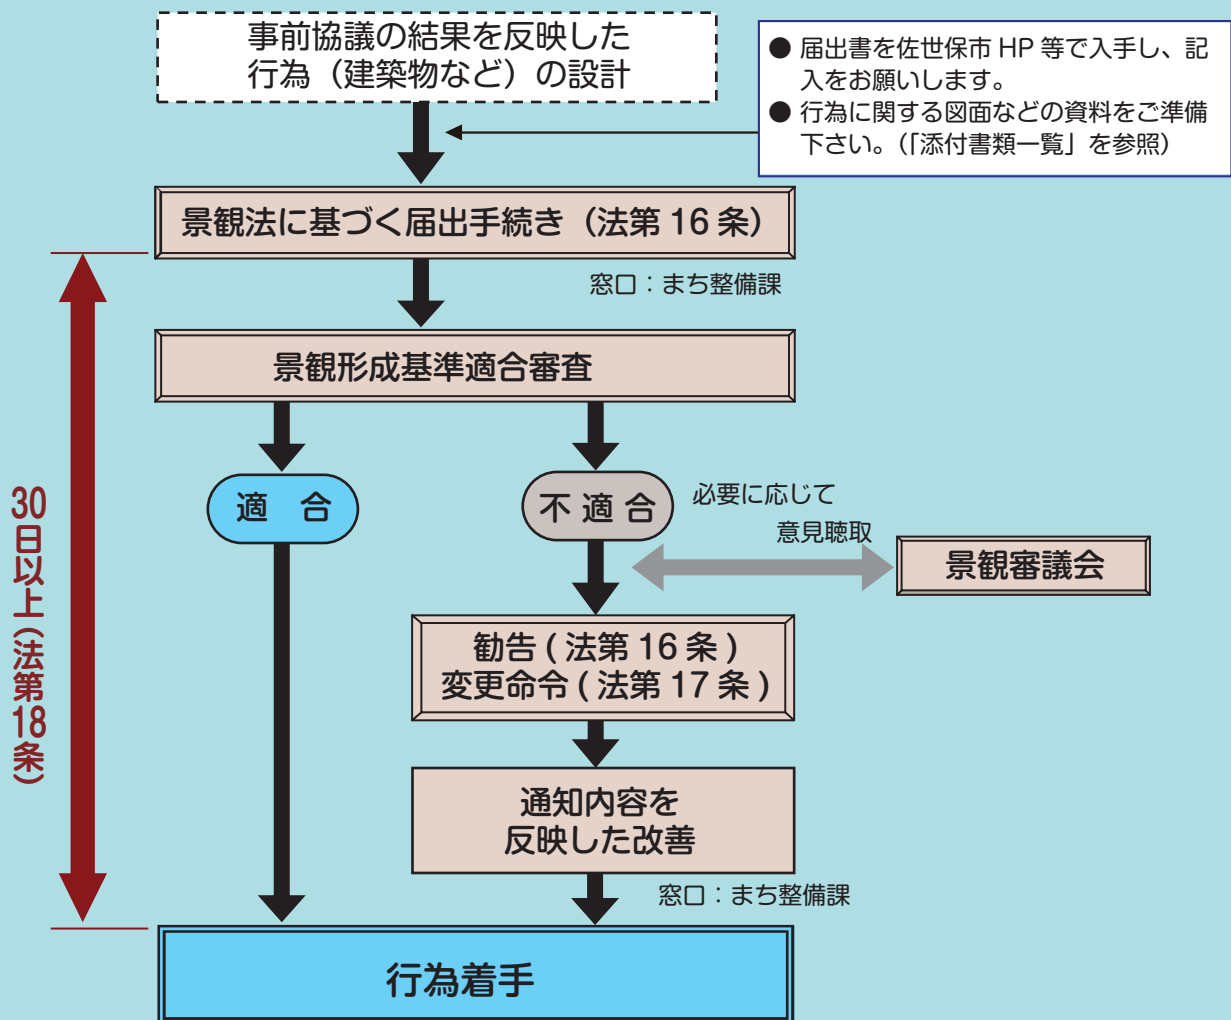 事前協議の結果を反映した
行為（建築物など）の設計
● 届出書を佐世保市 HP 等で入手し、記
入をお願いします。
● 行為に関する図面などの資料をご準備
下さい。（「添付書類一覧」を参照）
景観法に基づく届出手続き（法第 16 条）
窓口：まち整備課
景観形成基準適合審査
適　合
不 適 合
必要に応じて
意見聴取
景観審議会
30日以上（法第18条）
勧告 ( 法第 16 条 )
変更命令 ( 法第 17 条 )
通知内容を
反映した改善
窓口：まち整備課
行為着手